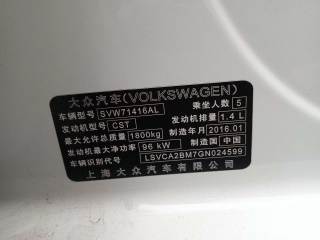 大众汽车(VOLKSWAGEN)
车辆型号 SVW71416AL 乘坐人数 5
发动机型号 CST 发动机排量 1.4 L
最大允许总质量 1800kg 制造年月 2016.01
发动机最大净功率 96 kW 制造国 中国
车辆识别代号 LSVCA2BM7GN024599
上海大众汽车有限公司